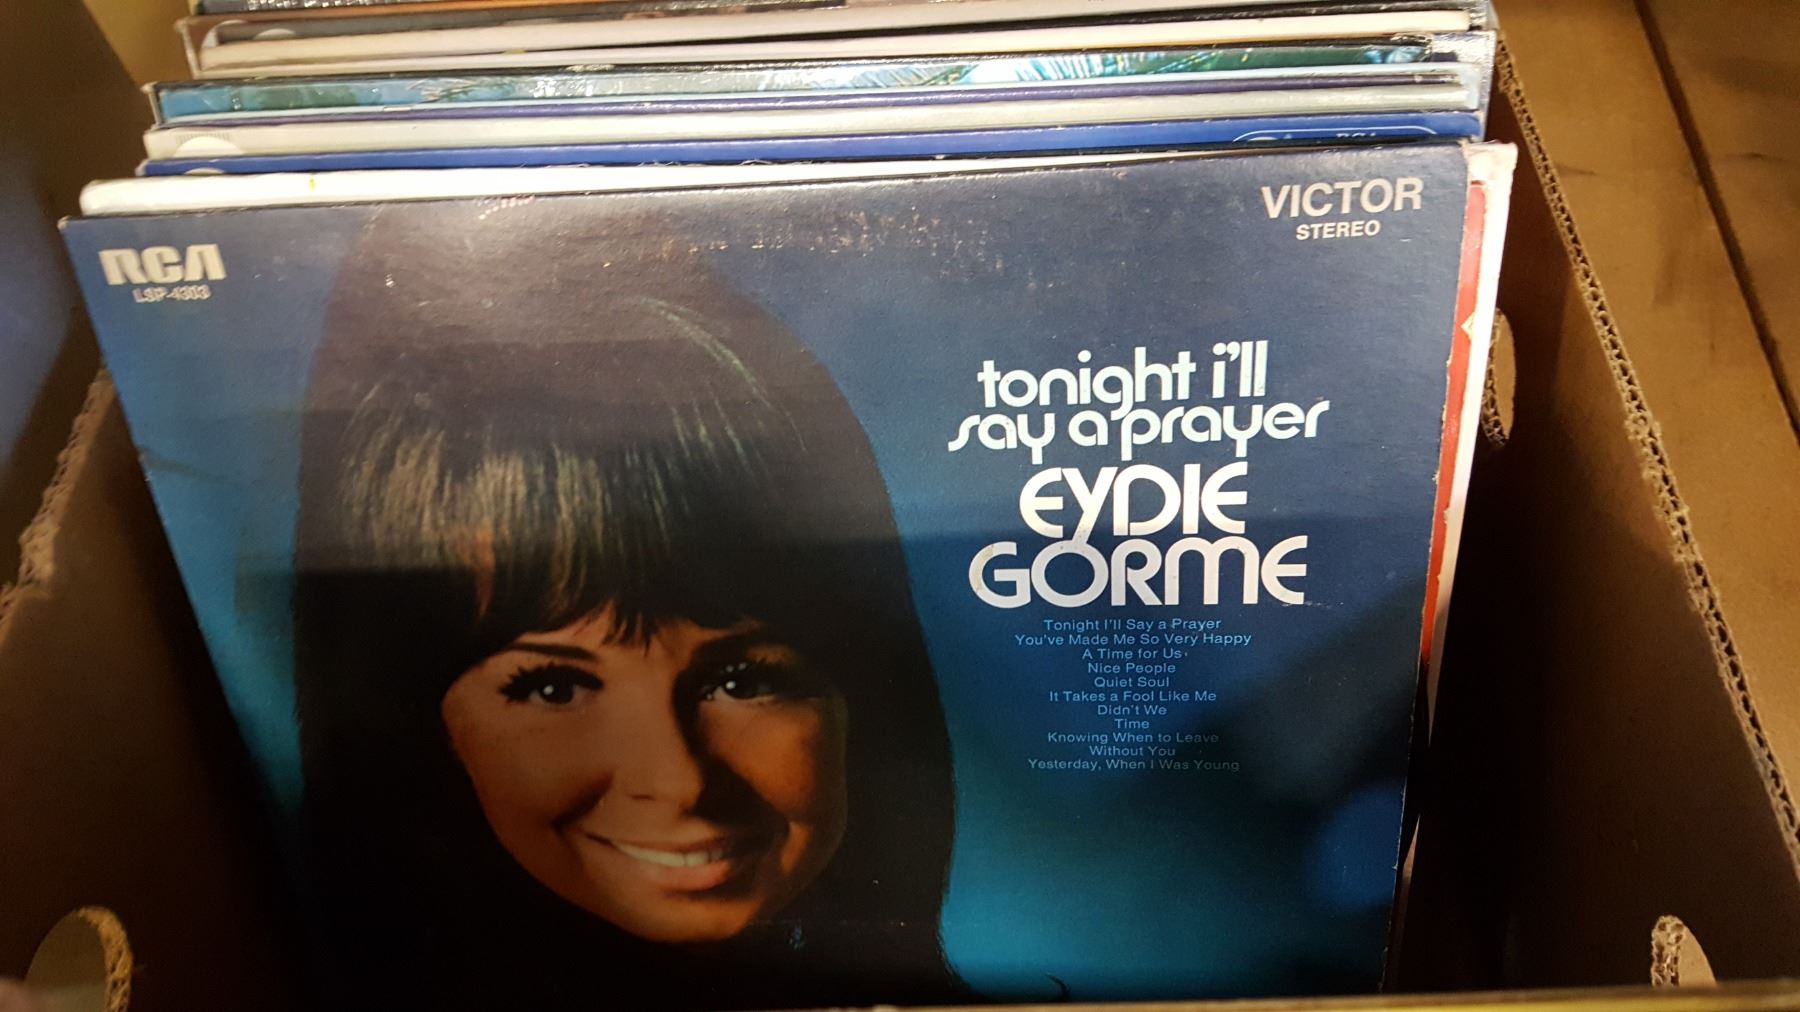 RCA
LSP-4303
VICTOR
STEREO
tonight i'll
say a prayer
EYDIE
GORME
Tonight I'll Say a Prayer
You've Made Me So Very Happy
A Time for Us
Nice People
Quiet Soul
It Takes a Fool Like Me
Didn't We
Time
Knowing When to Leave
Without You
Yesterday, When I Was Young